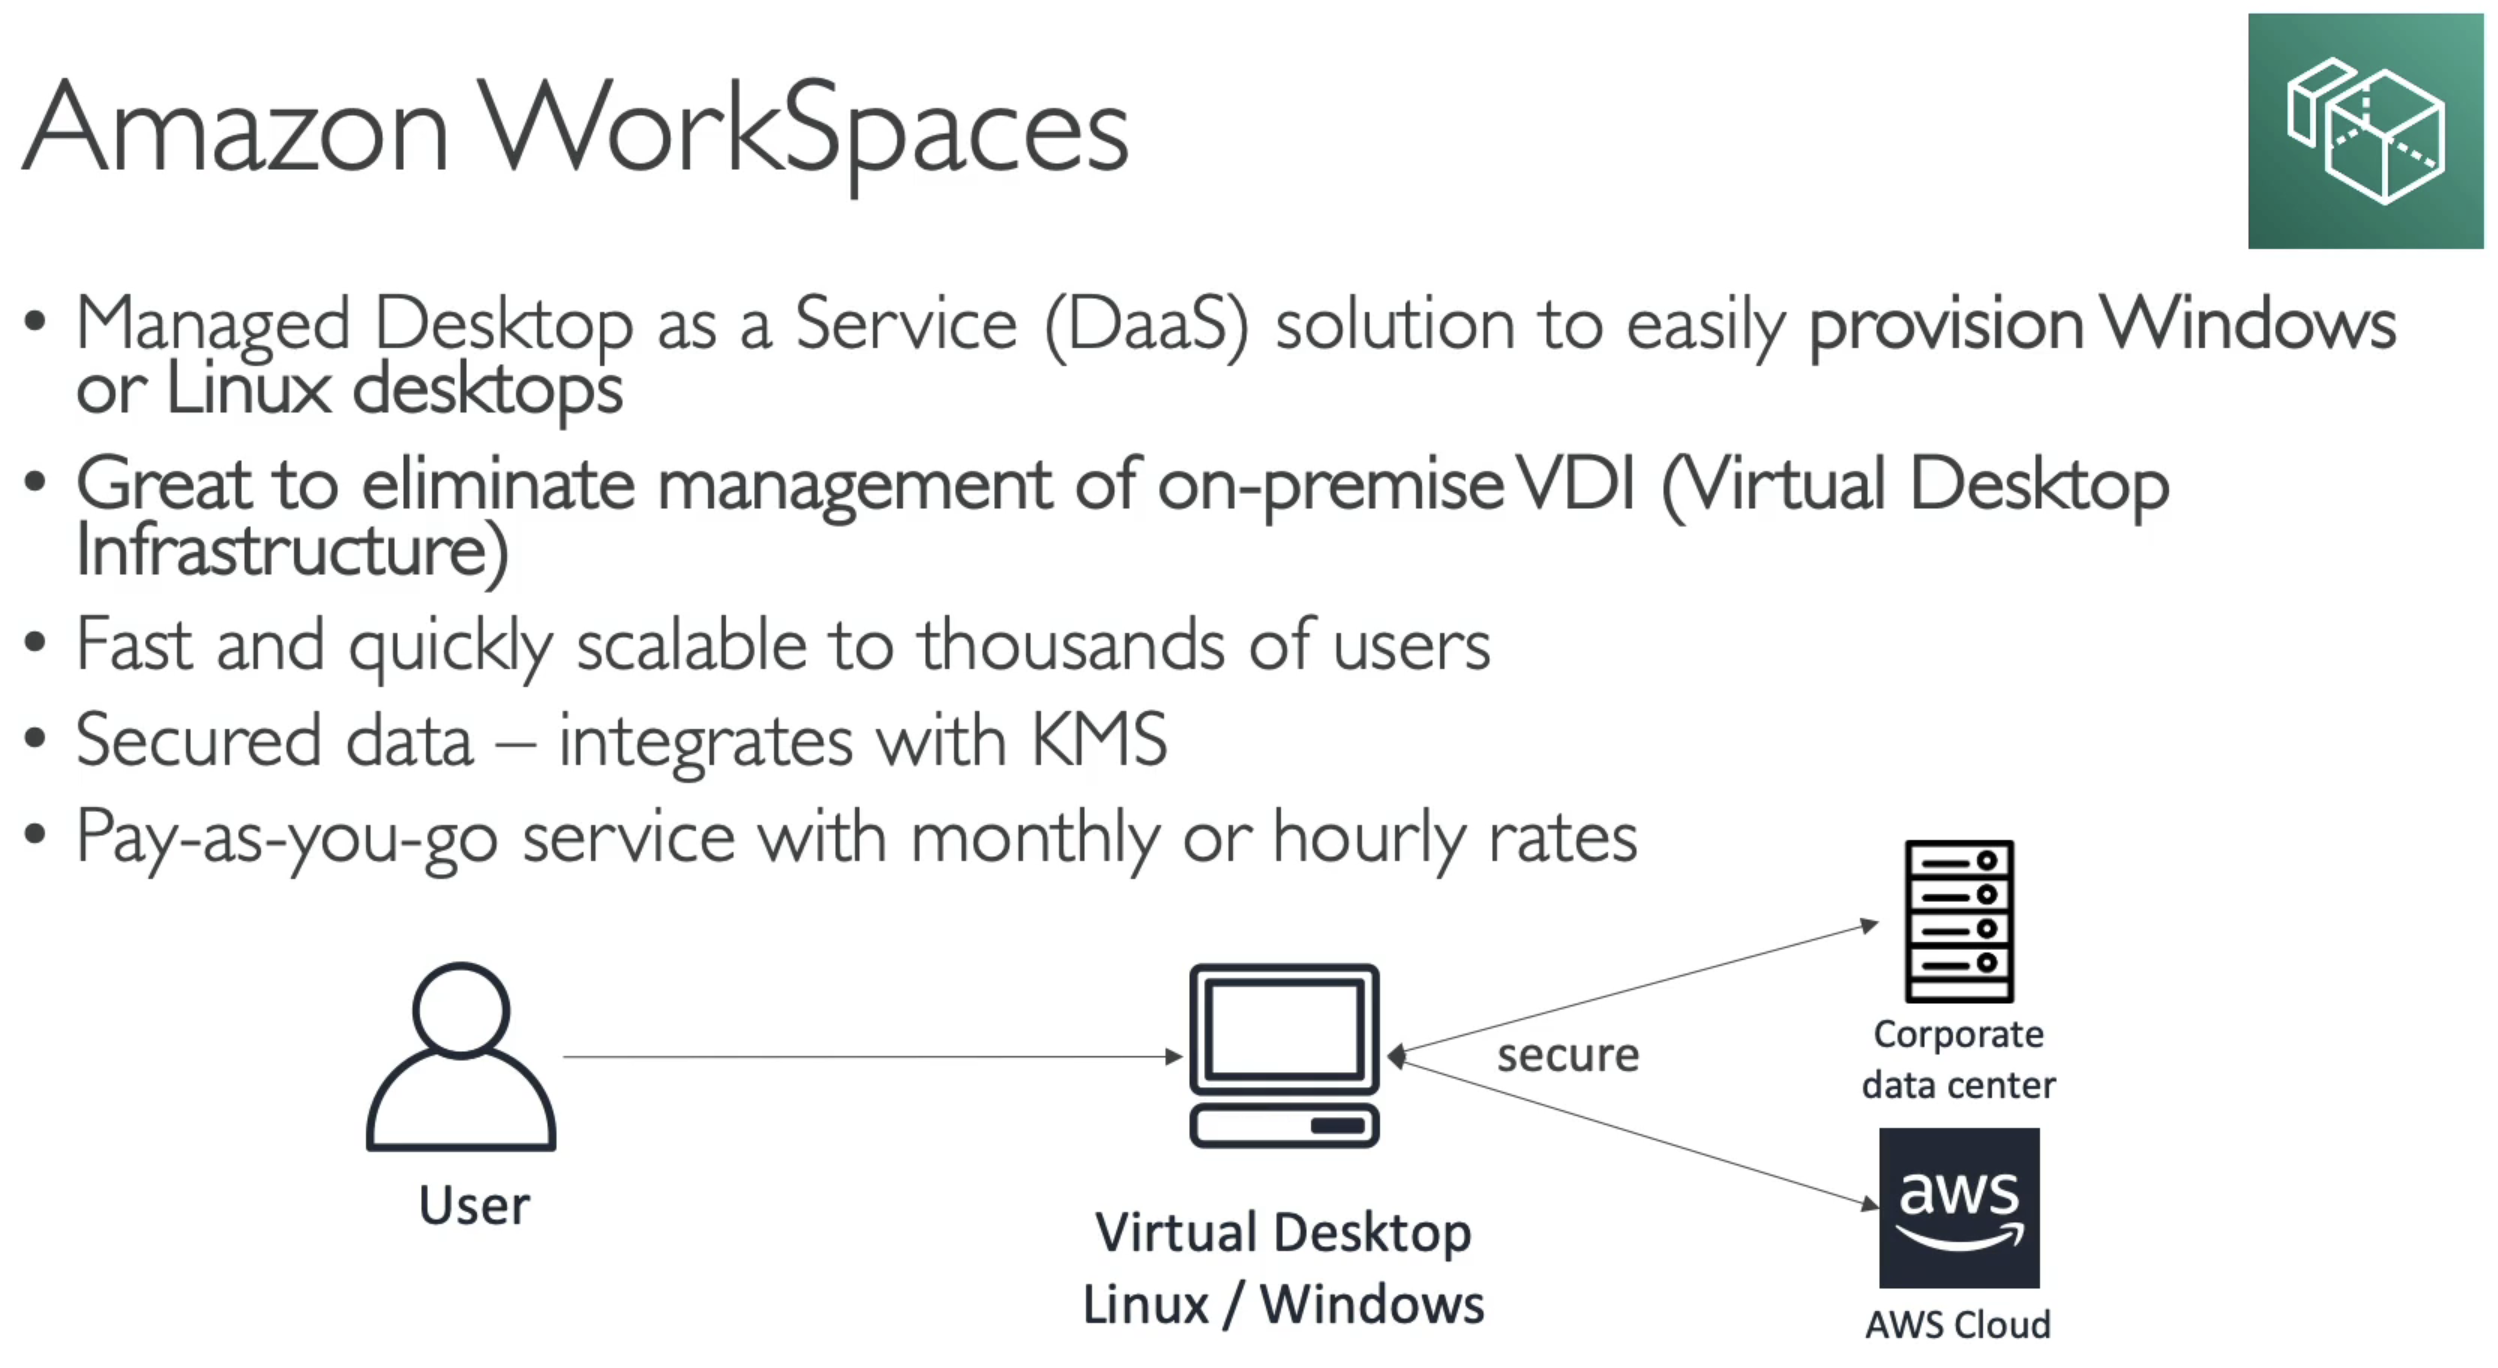 Amazon WorkSpaces
• Managed Desktop as a Service (DaaS) solution to easily provision Windows
or Linux desktops
• Great to eliminate management of on-premise VDI (Virtual Desktop
Infrastructure)
• Fast and quickly scalable to thousands of users
• Secured data – integrates with KMS
• Pay-as-you-go service with monthly or hourly rates
User
Virtual Desktop
Linux / Windows
secure
Corporate
data center
aws
AWS Cloud